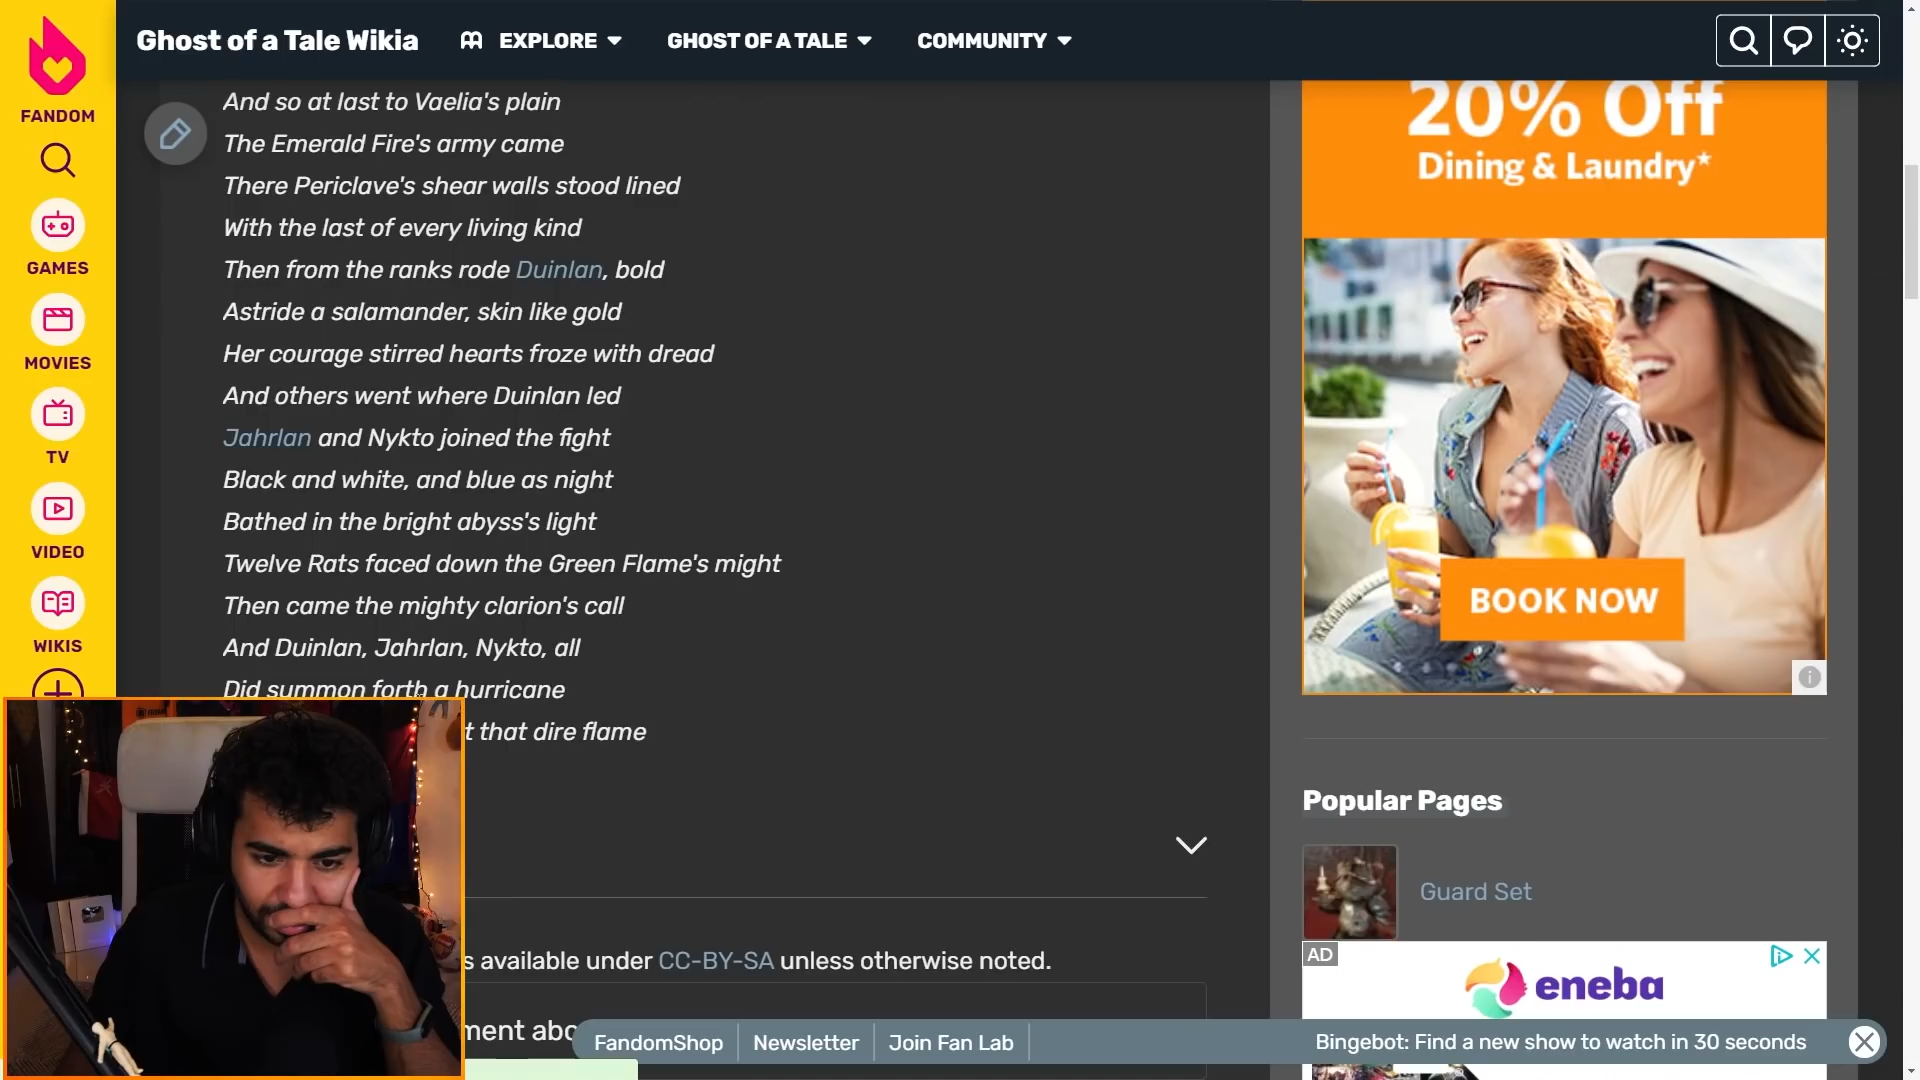 Ghost of a Tale Wikia
EXPLORE
GHOST OF A TALE
COMMUNITY
FANDOM
GAMES
MOVIES
TV
VIDEO
WIKIS
And so at last to Vaelia's plain
The Emerald Fire's army came
There Periclave's shear walls stood lined
With the last of every living kind
Then from the ranks rode Duinlan, bold
Astride a salamander, skin like gold
Her courage stirred hearts froze with dread
And others went where Duinlan led
Jahrlan and Nykto joined the fight
Black and white, and blue as night
Bathed in the bright abyss's light
Twelve Rats faced down the Green Flame's might
Then came the mighty clarion's call
And Duinlan, Jahrlan, Nykto, all
Did summon forth a hurricane
that dire flame
available under CC-BY-SA unless otherwise noted.
20% Off
Dining & Laundry*
BOOK NOW
Popular Pages
Guard Set
AD
eneba
FandomShop
Newsletter
Join Fan Lab
Bingebot: Find a new show to watch in 30 seconds